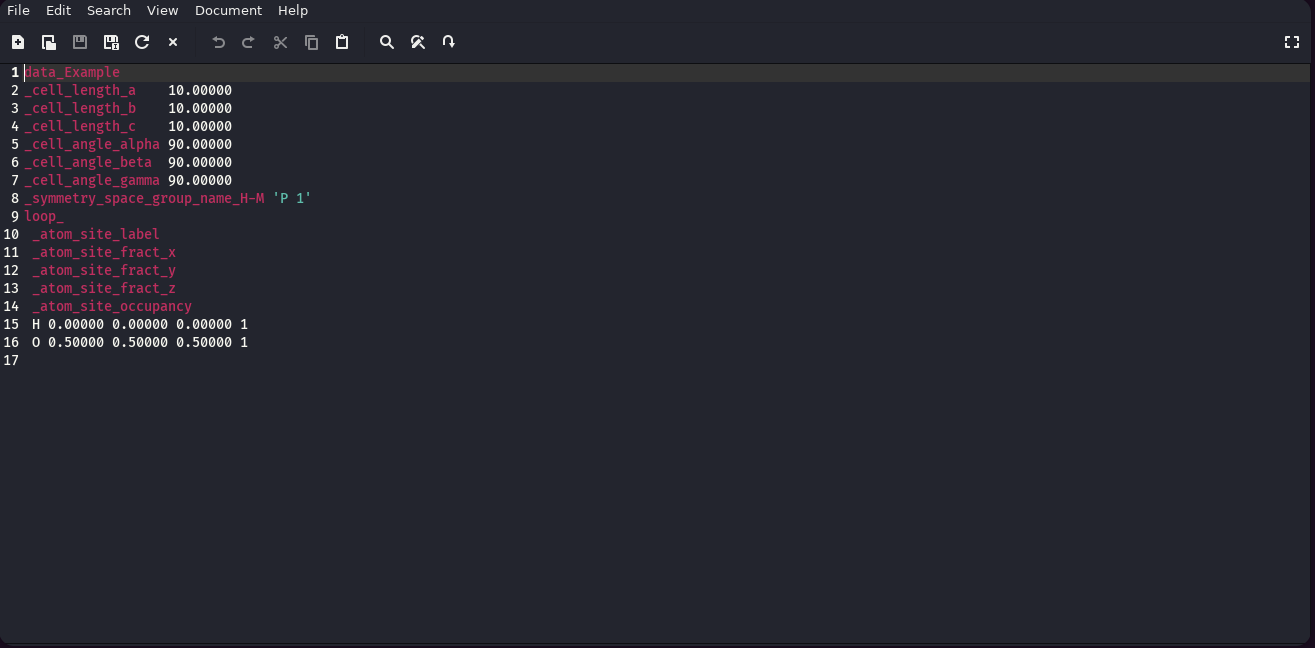 File Edit Search View Document Help
1 data_Example
2 _cell_length_a    10.00000
3 _cell_length_b    10.00000
4 _cell_length_c    10.00000
5 _cell_angle_alpha 90.00000
6 _cell_angle_beta  90.00000
7 _cell_angle_gamma 90.00000
8 _symmetry_space_group_name_H-M 'P 1'
9 loop_
10  _atom_site_label
11  _atom_site_fract_x
12  _atom_site_fract_y
13  _atom_site_fract_z
14  _atom_site_occupancy
15  H 0.00000 0.00000 0.00000 1
16  O 0.50000 0.50000 0.50000 1
17